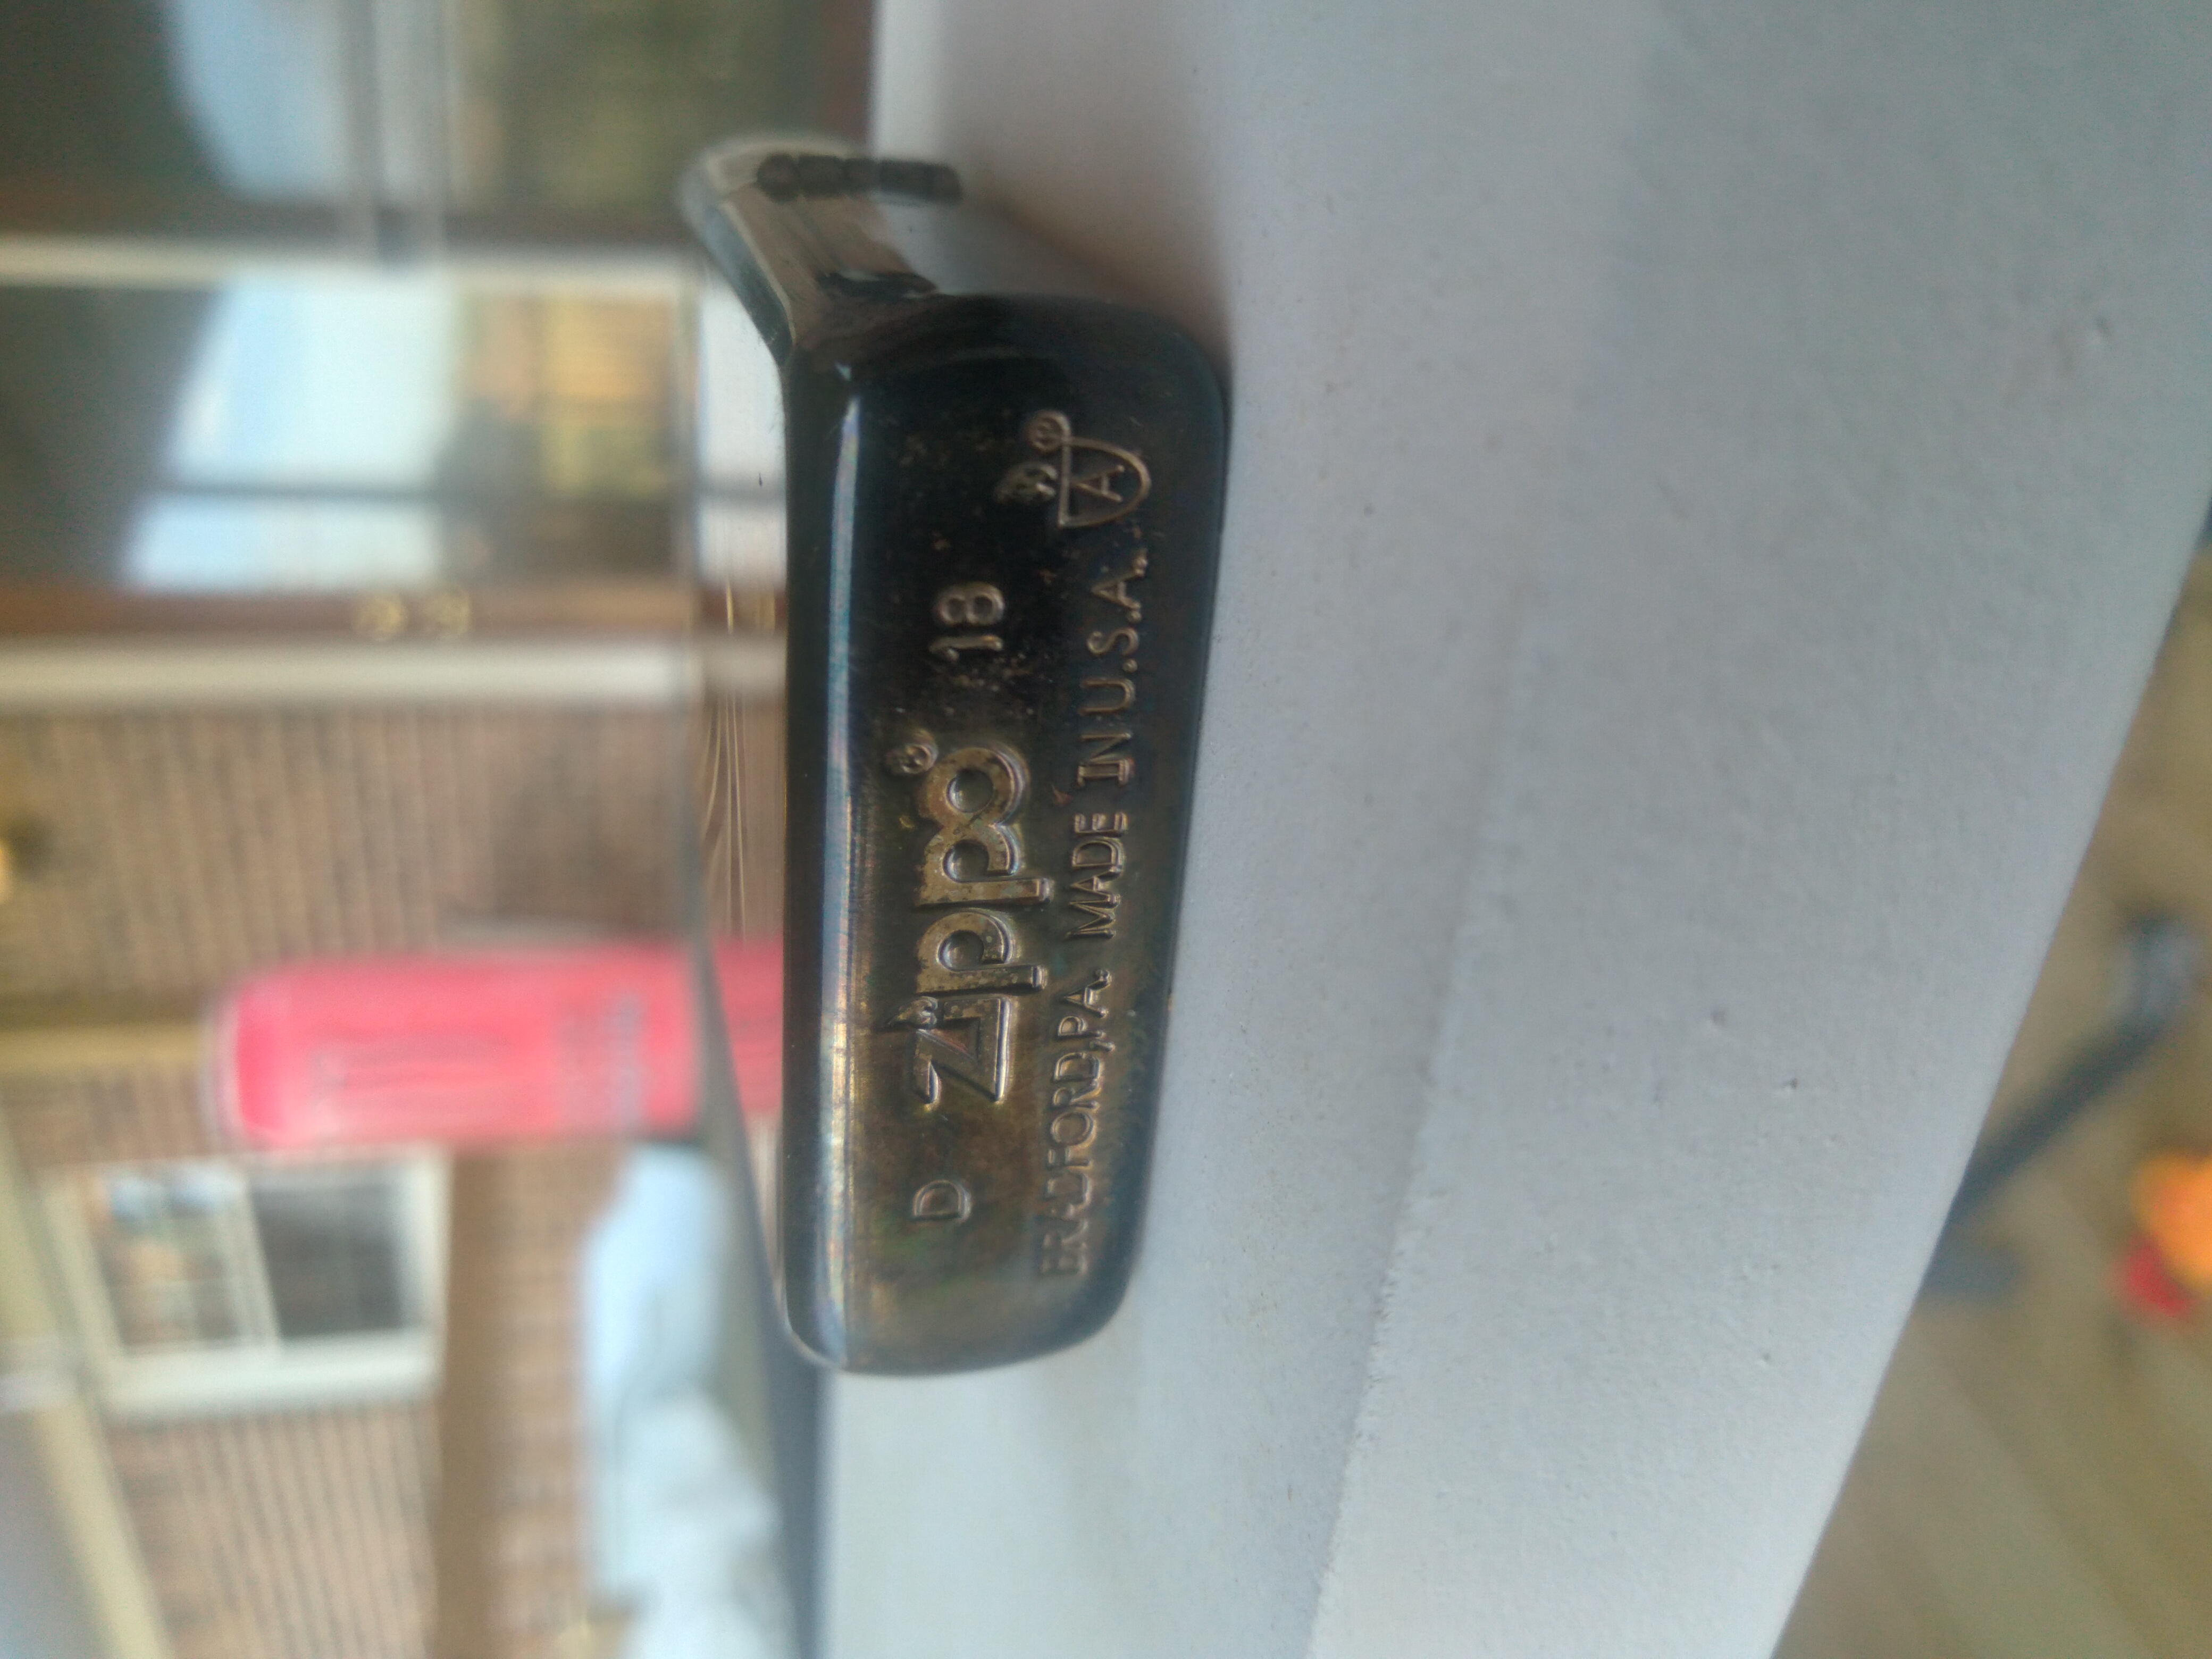 D Zippo® 18
BRADFORD, PA. MADE IN U.S.A.
A ®